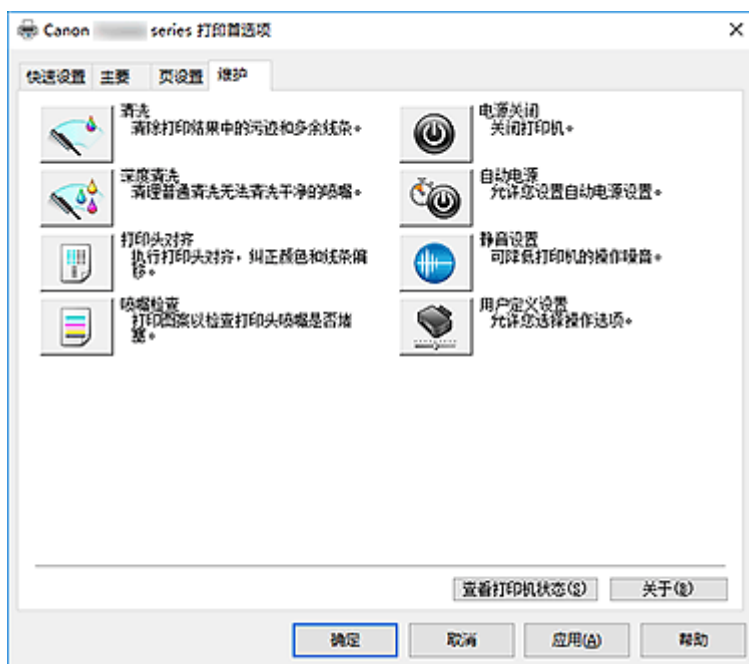 Canon series 打印首选项
快速设置 主要 页设置 维护
清洗
清除打印结果中的污迹和多余线条。
深度清洗
清理普通清洗无法清洗干净的喷嘴。
打印头对齐
执行打印头对齐，纠正颜色和线条偏
移。
喷嘴检查
打印图案以检查打印头喷嘴是否堵
塞。
电源关闭
关闭打印机。
自动电源
允许您设置自动电源设置。
静音设置
可降低打印机的操作噪音。
用户定义设置
允许您选择操作选项。
查看打印机状态(S)
关于(B)
确定
取消
应用(A)
帮助